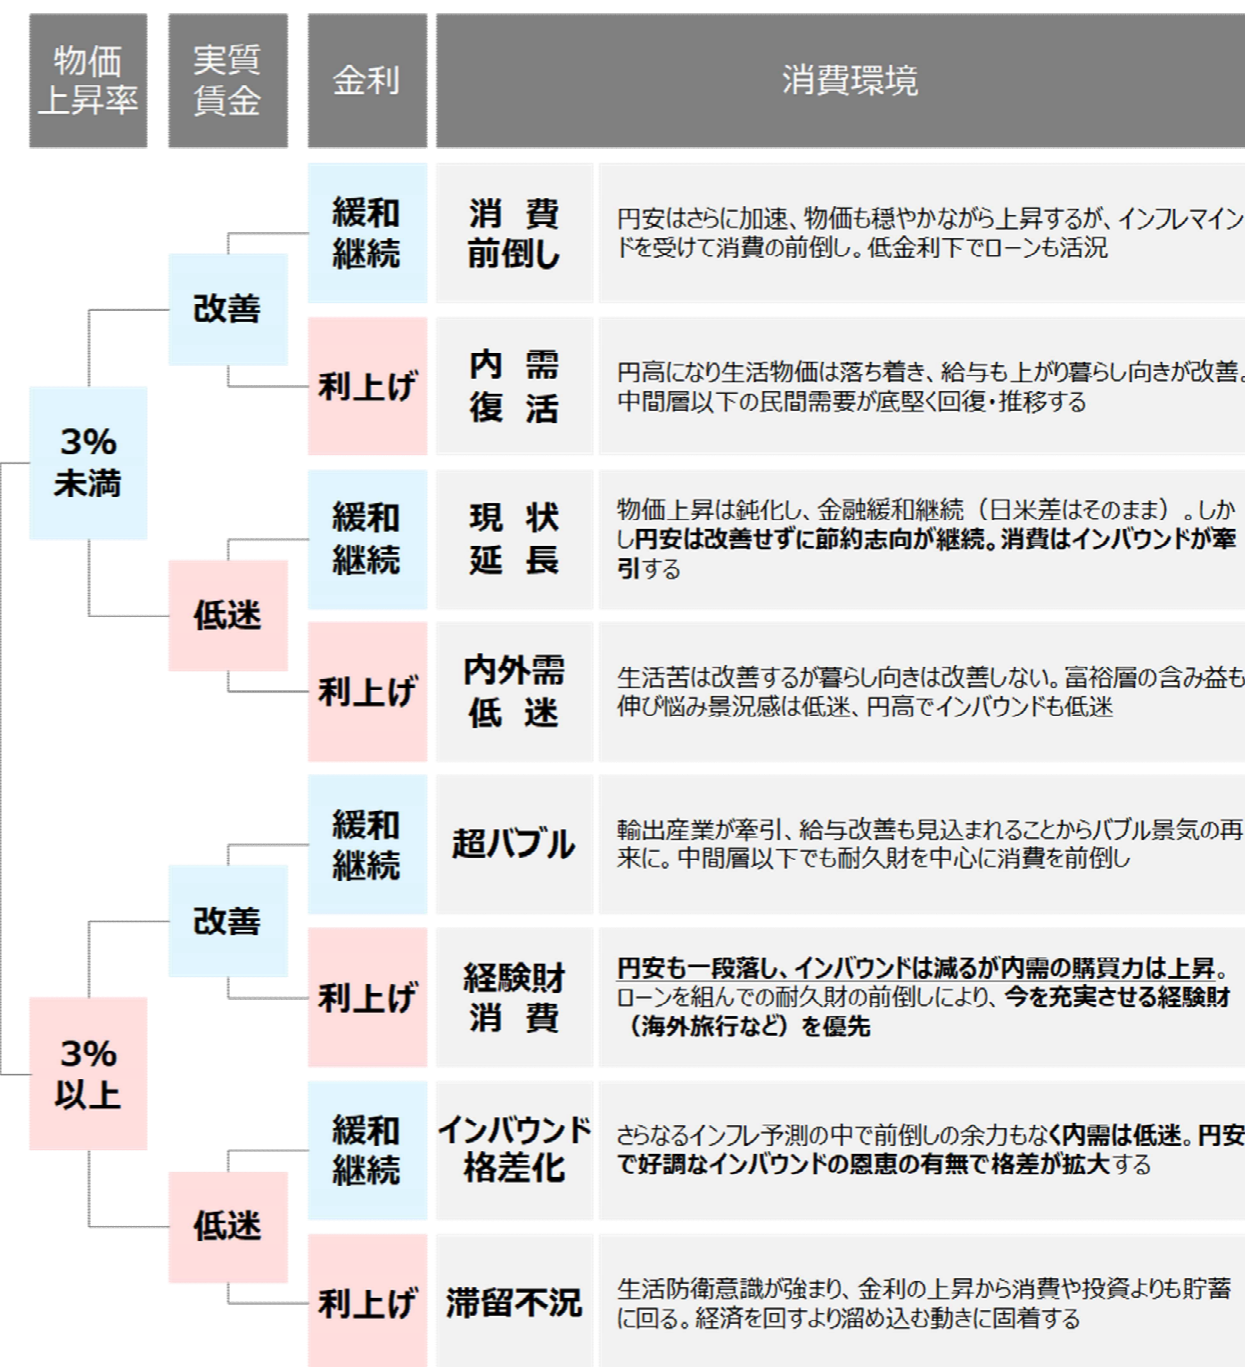 物価
上昇率
実質
賃金
金利
消費環境
3%
未満
改善
緩和
継続
消 費
前倒し
円安はさらに加速、物価も穏やかながら上昇するが、インフレマイン
ドを受けて消費の前倒し。低金利下でローンも活況
利上げ
内 需
復 活
円高になり生活物価は落ち着き、給与も上がり暮らし向きが改善。
中間層以下の民間需要が底堅く回復・推移する
低迷
緩和
継続
現 状
延 長
物価上昇は鈍化し、金融緩和継続（日米差はそのまま）。しか
し円安は改善せずに節約志向が継続。消費はインバウンドが牽
引する
利上げ
内外需
低 迷
生活苦は改善するが暮らし向きは改善しない。富裕層の含み益も
伸び悩み景況感は低迷、円高でインバウンドも低迷
3%
以上
改善
緩和
継続
超バブル
輸出産業が牽引、給与改善も見込まれることからバブル景気の再
来に。中間層以下でも耐久財を中心に消費を前倒し
利上げ
経験財
消 費
円安も一段落し、インバウンドは減るが内需の購買力は上昇。
ローンを組んでの耐久財の前倒しにより、今を充実させる経験財
（海外旅行など）を優先
低迷
緩和
継続
インバウンド
格差化
さらなるインフレ予測の中で前倒しの余力もなく内需は低迷。円安
で好調なインバウンドの恩恵の有無で格差が拡大する
利上げ
滞留不況
生活防衛意識が強まり、金利の上昇から消費や投資よりも貯蓄
に回る。経済を回すより溜め込む動きに固着する